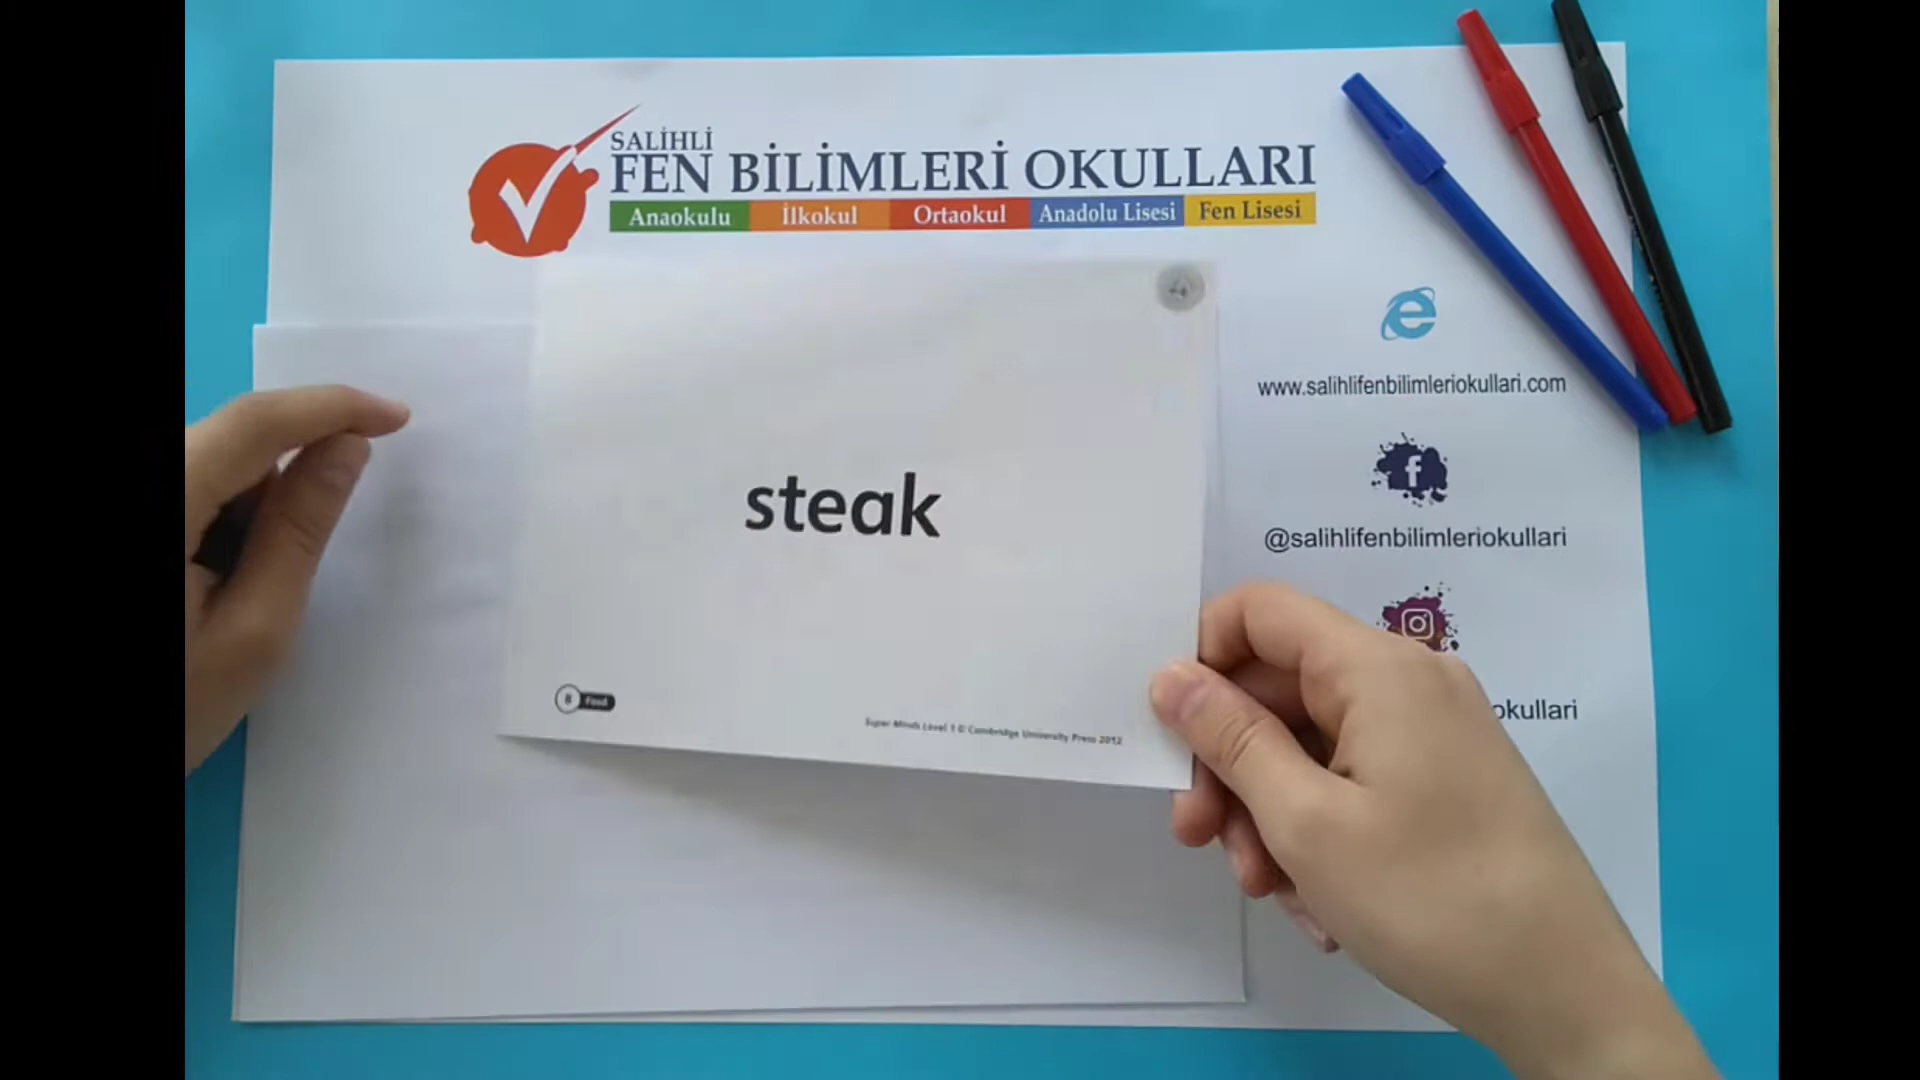 SALİHLİ
FEN BİLİMLERİ OKULLARI
Anaokulu İlkokul Ortaokul Anadolu Lisesi Fen Lisesi
www.salihlifenbilimleriokullari.com
@salihlifenbilimleriokullari
okullari
steak
8 Food
Super Minds Level 1 © Cambridge University Press 2012